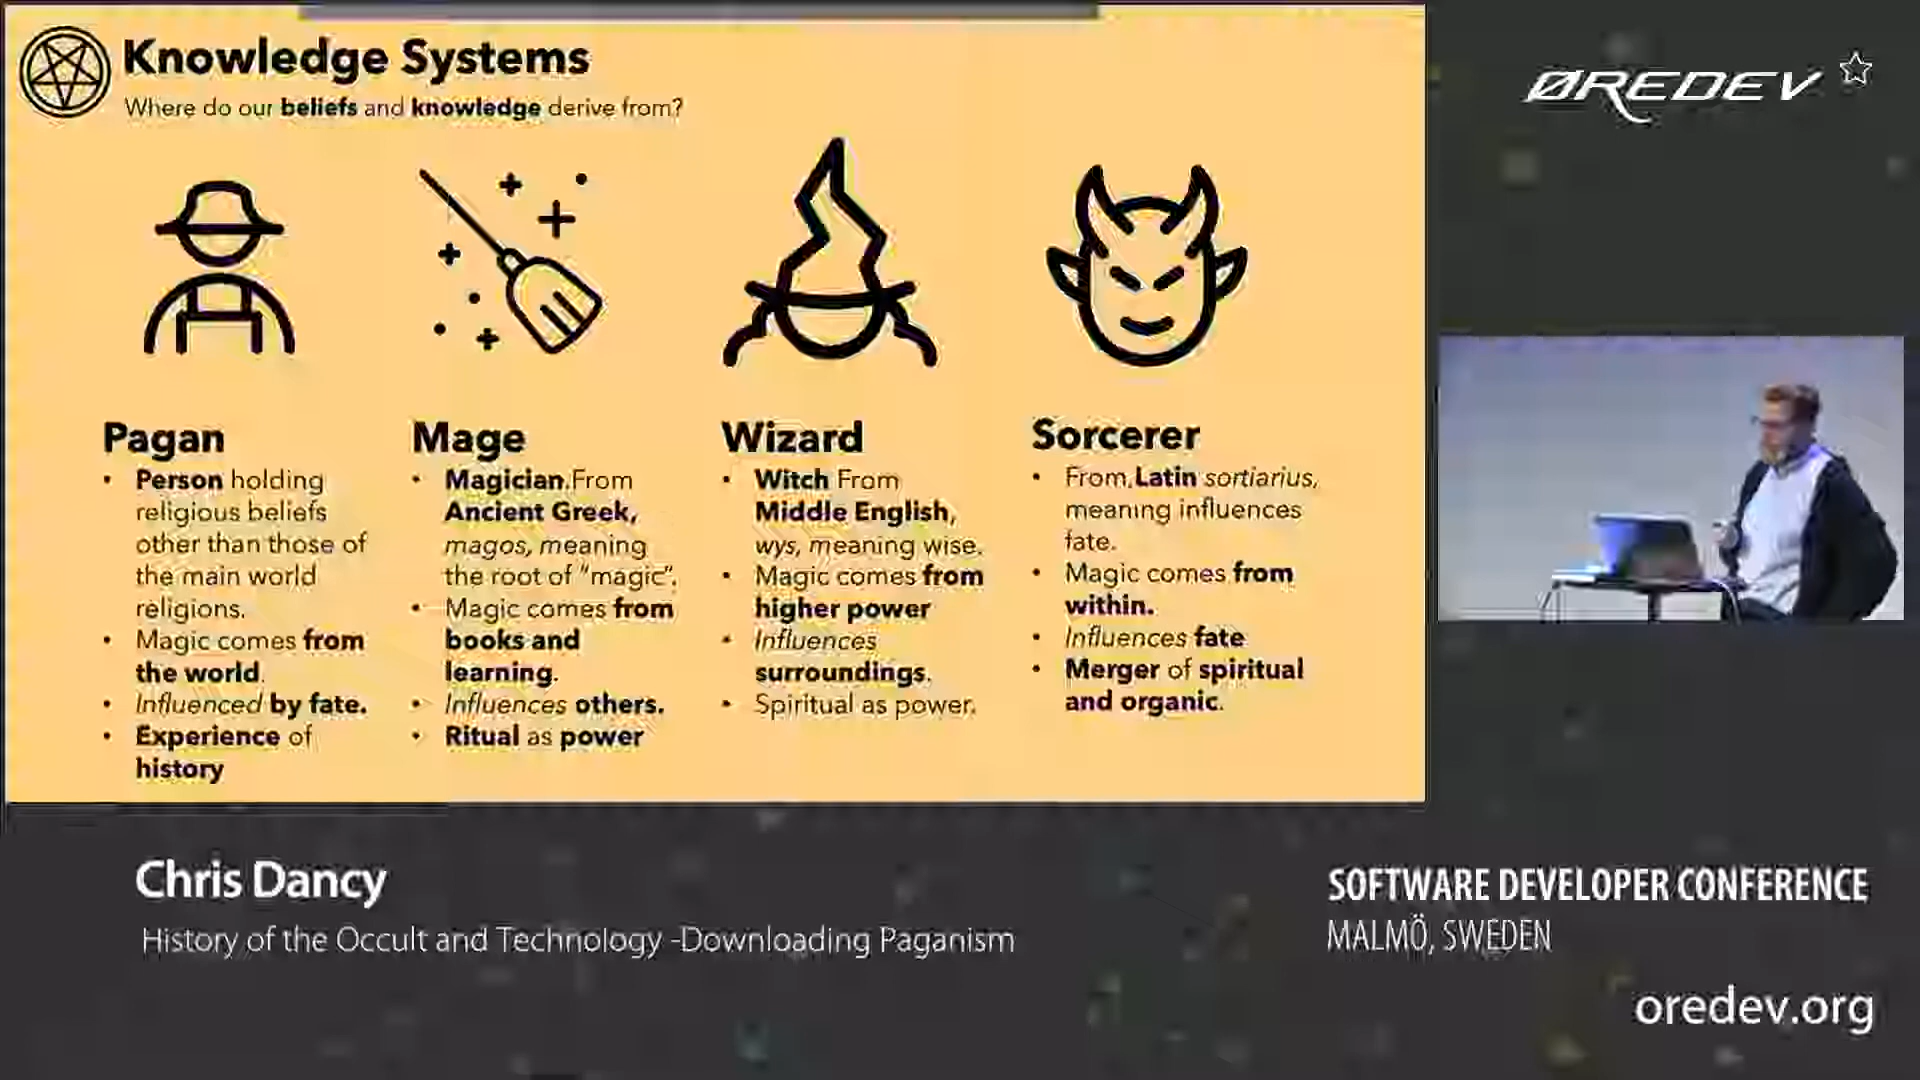 Knowledge Systems
Where do our beliefs and knowledge derive from?
Pagan
• Person holding
religious beliefs
other than those of
the main world
religions.
• Magic comes from
the world.
• Influenced by fate.
• Experience of
history
Mage
• Magician.From
Ancient Greek,
magos, meaning
the root of “magic”.
• Magic comes from
books and
learning.
• Influences others.
• Ritual as power
Wizard
• Witch From
Middle English,
wys, meaning wise.
• Magic comes from
higher power
• Influences
surroundings.
• Spiritual as power.
Sorcerer
• From,Latin sortiarius,
meaning influences
fate.
• Magic comes from
within.
• Influences fate
• Merger of spiritual
and organic.
ØREDEV
Chris Dancy
History of the Occult and Technology -Downloading Paganism
SOFTWARE DEVELOPER CONFERENCE
MALMÖ, SWEDEN
oredev.org